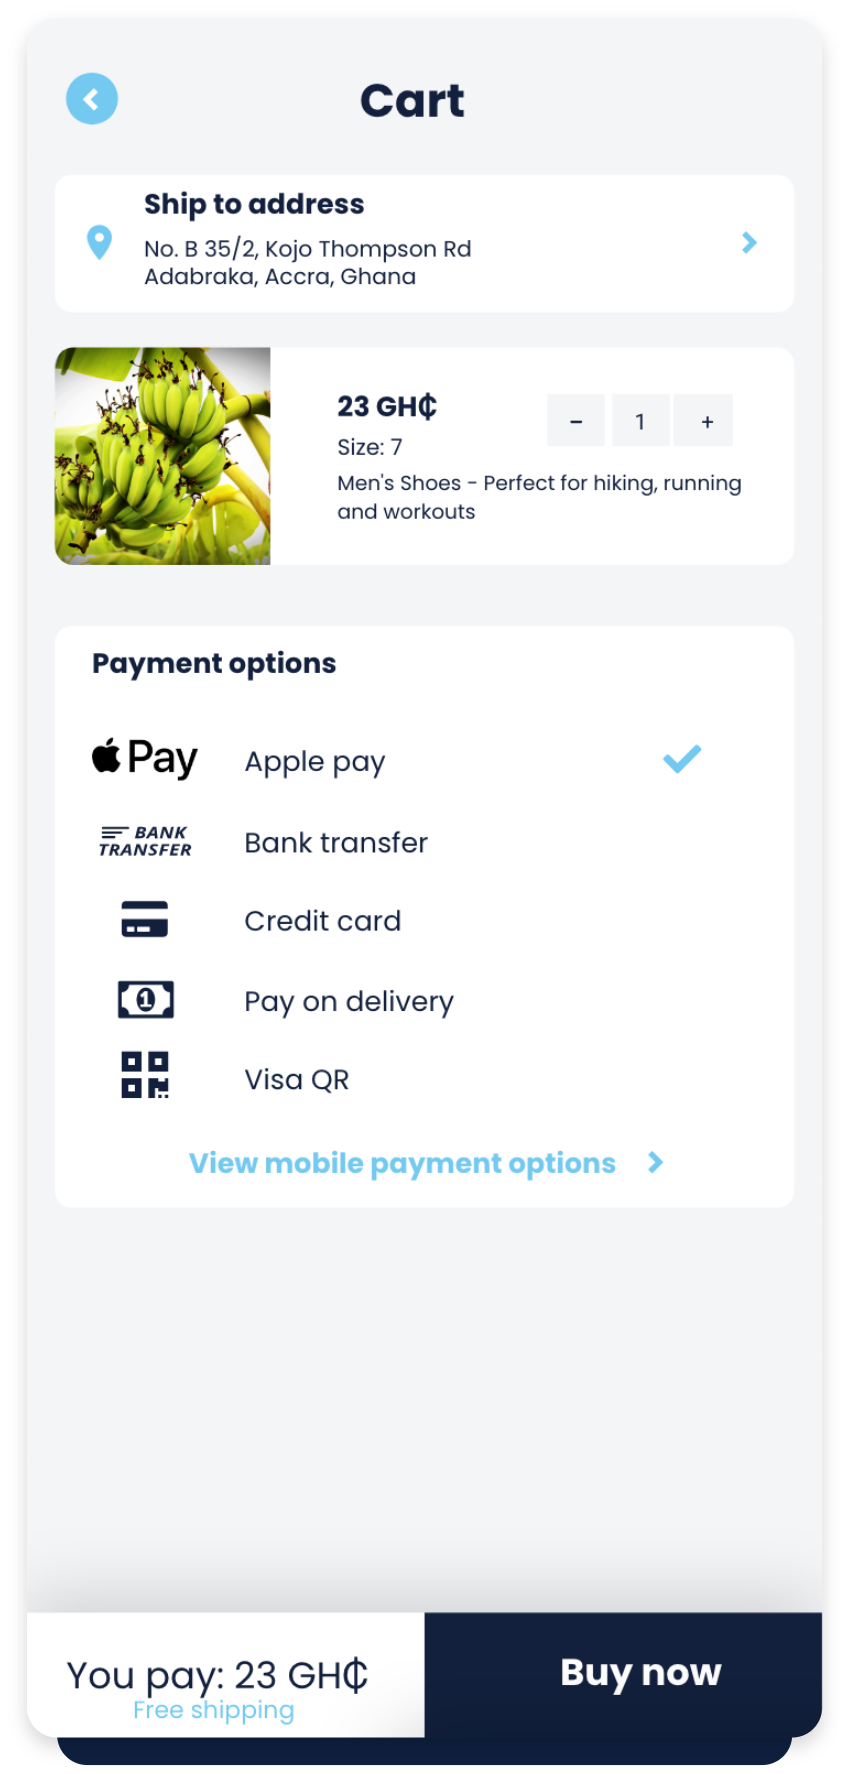 Cart
Ship to address
No. B 35/2, Kojo Thompson Rd
Adabraka, Accra, Ghana
23 GH₵
- 1 +
Size: 7
Men's Shoes - Perfect for hiking, running
and workouts
Payment options
Pay Apple pay
BANK
TRANSFER
Bank transfer
Credit card
1
Pay on delivery
Visa QR
View mobile payment options
You pay: 23 GH₵
Free shipping
Buy now